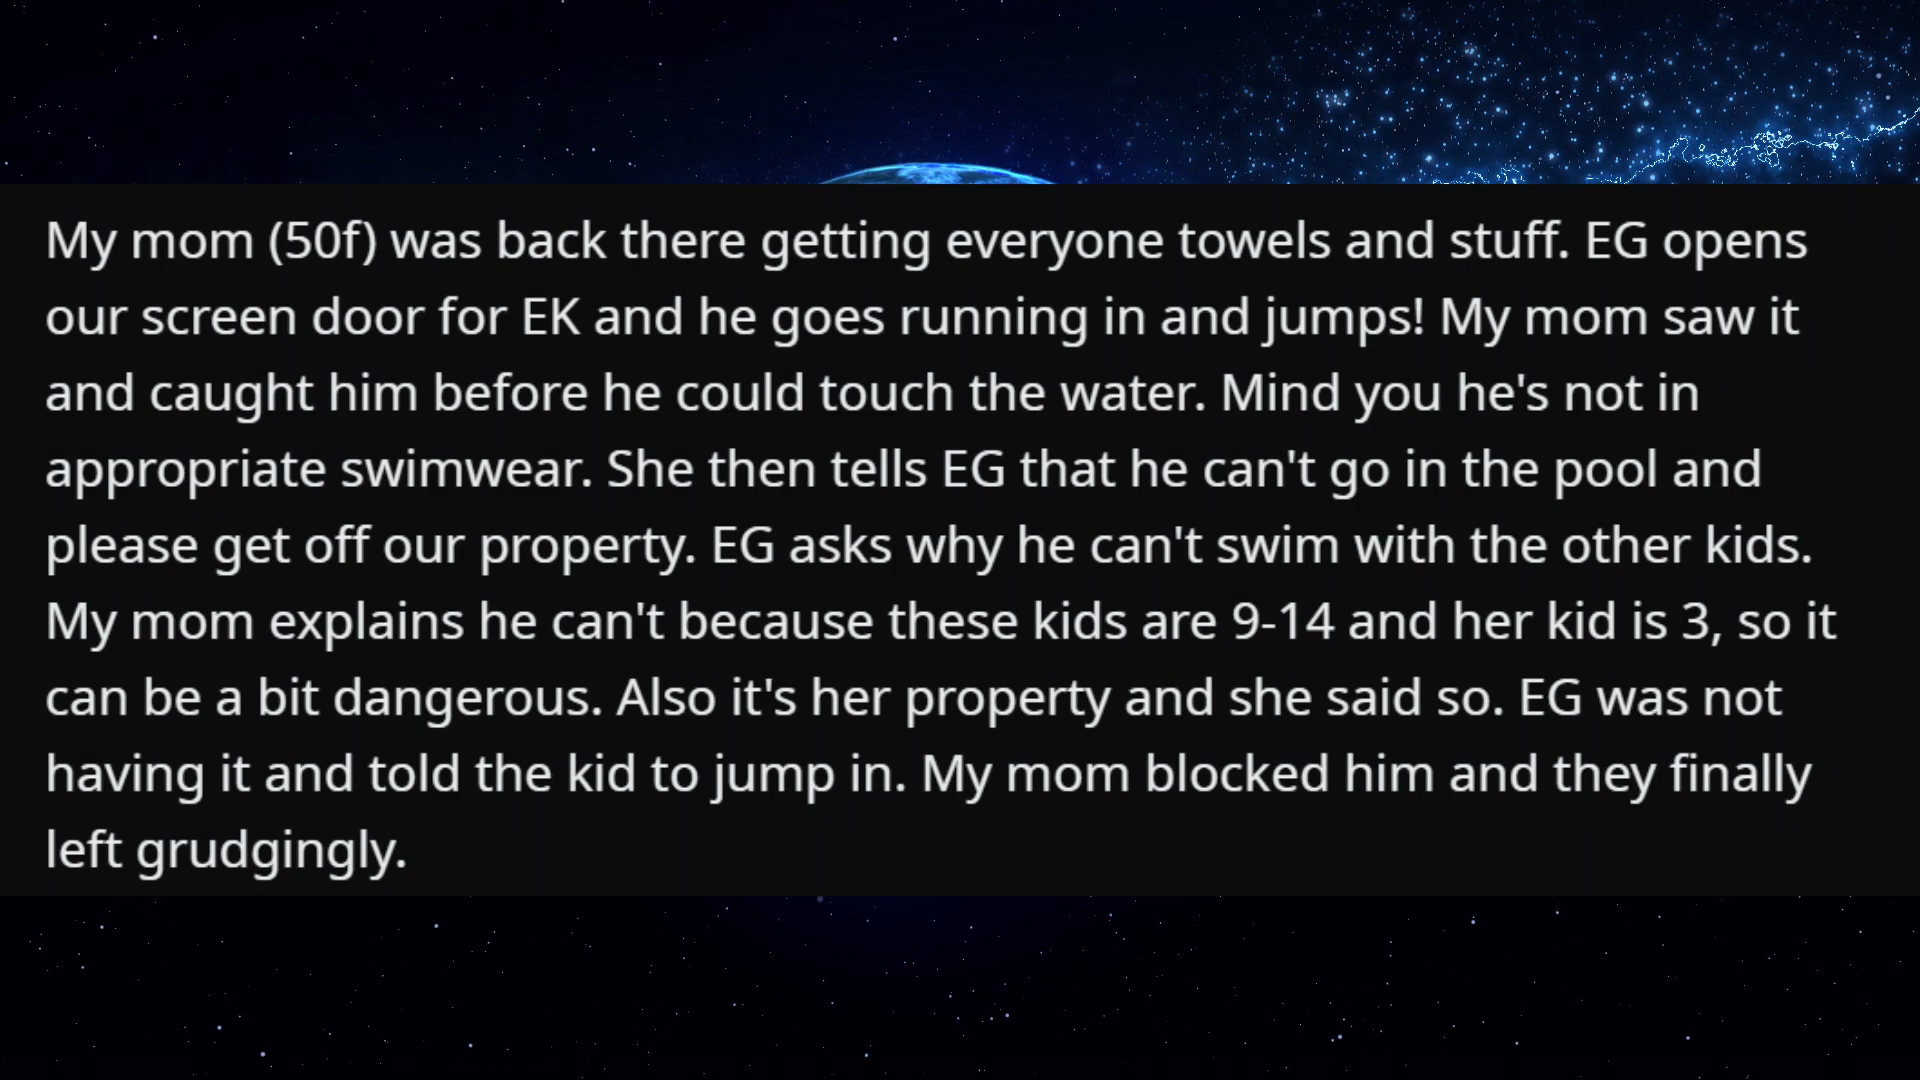 My mom (50f) was back there getting everyone towels and stuff. EG opens
our screen door for EK and he goes running in and jumps! My mom saw it
and caught him before he could touch the water. Mind you he's not in
appropriate swimwear. She then tells EG that he can't go in the pool and
please get off our property. EG asks why he can't swim with the other kids.
My mom explains he can't because these kids are 9-14 and her kid is 3, so it
can be a bit dangerous. Also it's her property and she said so. EG was not
having it and told the kid to jump in. My mom blocked him and they finally
left grudgingly.